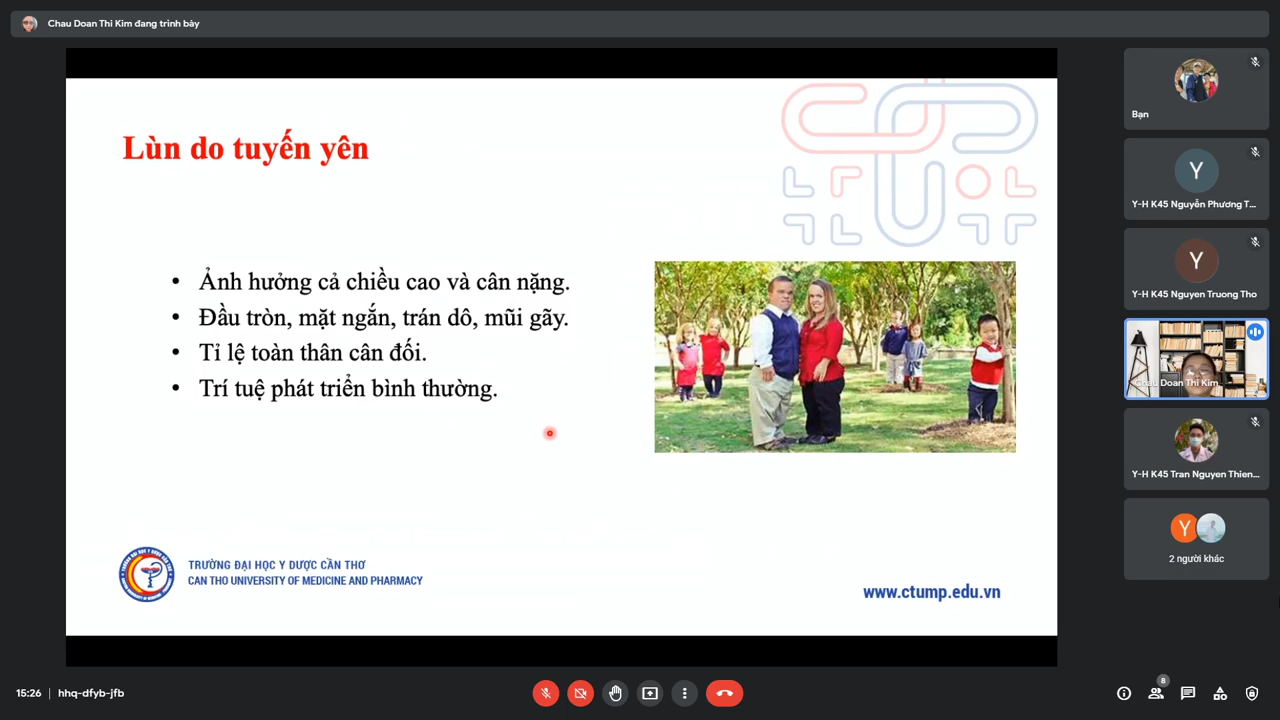 Chau Doan Thi Kim đang trình bày
Lùn do tuyến yên
• Ảnh hưởng cả chiều cao và cân nặng.
• Đầu tròn, mặt ngắn, trán dô, mũi gãy.
• Tỉ lệ toàn thân cân đối.
• Trí tuệ phát triển bình thường.
TRƯỜNG ĐẠI HỌC Y DƯỢC CẦN THƠ
CAN THO UNIVERSITY OF MEDICINE AND PHARMACY
www.ctump.edu.vn
Bạn
Y
Y-H K45 Nguyễn Phương T...
Y
Y-H K45 Nguyen Truong Tho
Chau Doan Thi Kim
Y-H K45 Tran Nguyen Thien...
Y
2 người khác
15:26 | hhq-dfyb-jfb
8